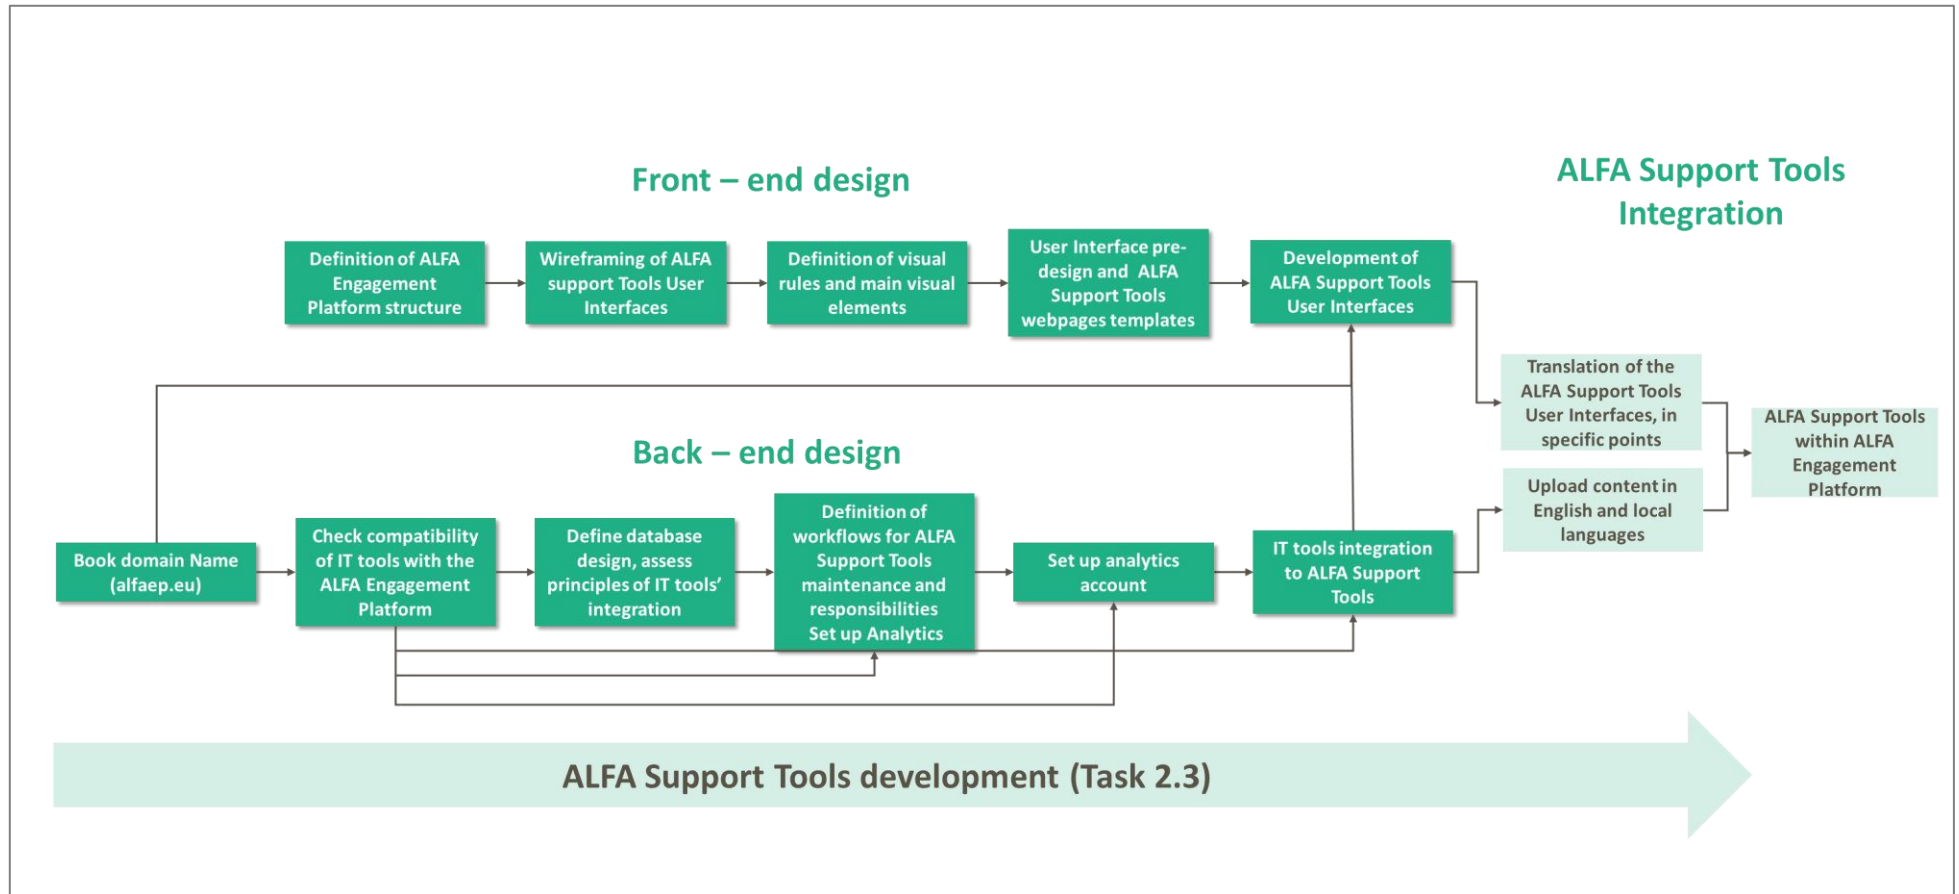 Front – end design
ALFA Support Tools
Integration
Definition of ALFA
Engagement
Platform structure
Wireframing of ALFA
support Tools User
Interfaces
Definition of visual
rules and main visual
elements
User Interface pre-
design and ALFA
Support Tools
webpages templates
Development of
ALFA Support Tools
User Interfaces
Translation of the
ALFA Support Tools
User Interfaces, in
specific points
ALFA Support Tools
within ALFA
Engagement
Platform
Back – end design
Upload content in
English and local
languages
Book domain Name
(alfaep.eu)
Check compatibility
of IT tools with the
ALFA Engagement
Platform
Define database
design, assess
principles of IT tools’
integration
Definition of
workflows for ALFA
Support Tools
maintenance and
responsibilities
Set up Analytics
Set up analytics
account
IT tools integration
to ALFA Support
Tools
ALFA Support Tools development (Task 2.3)